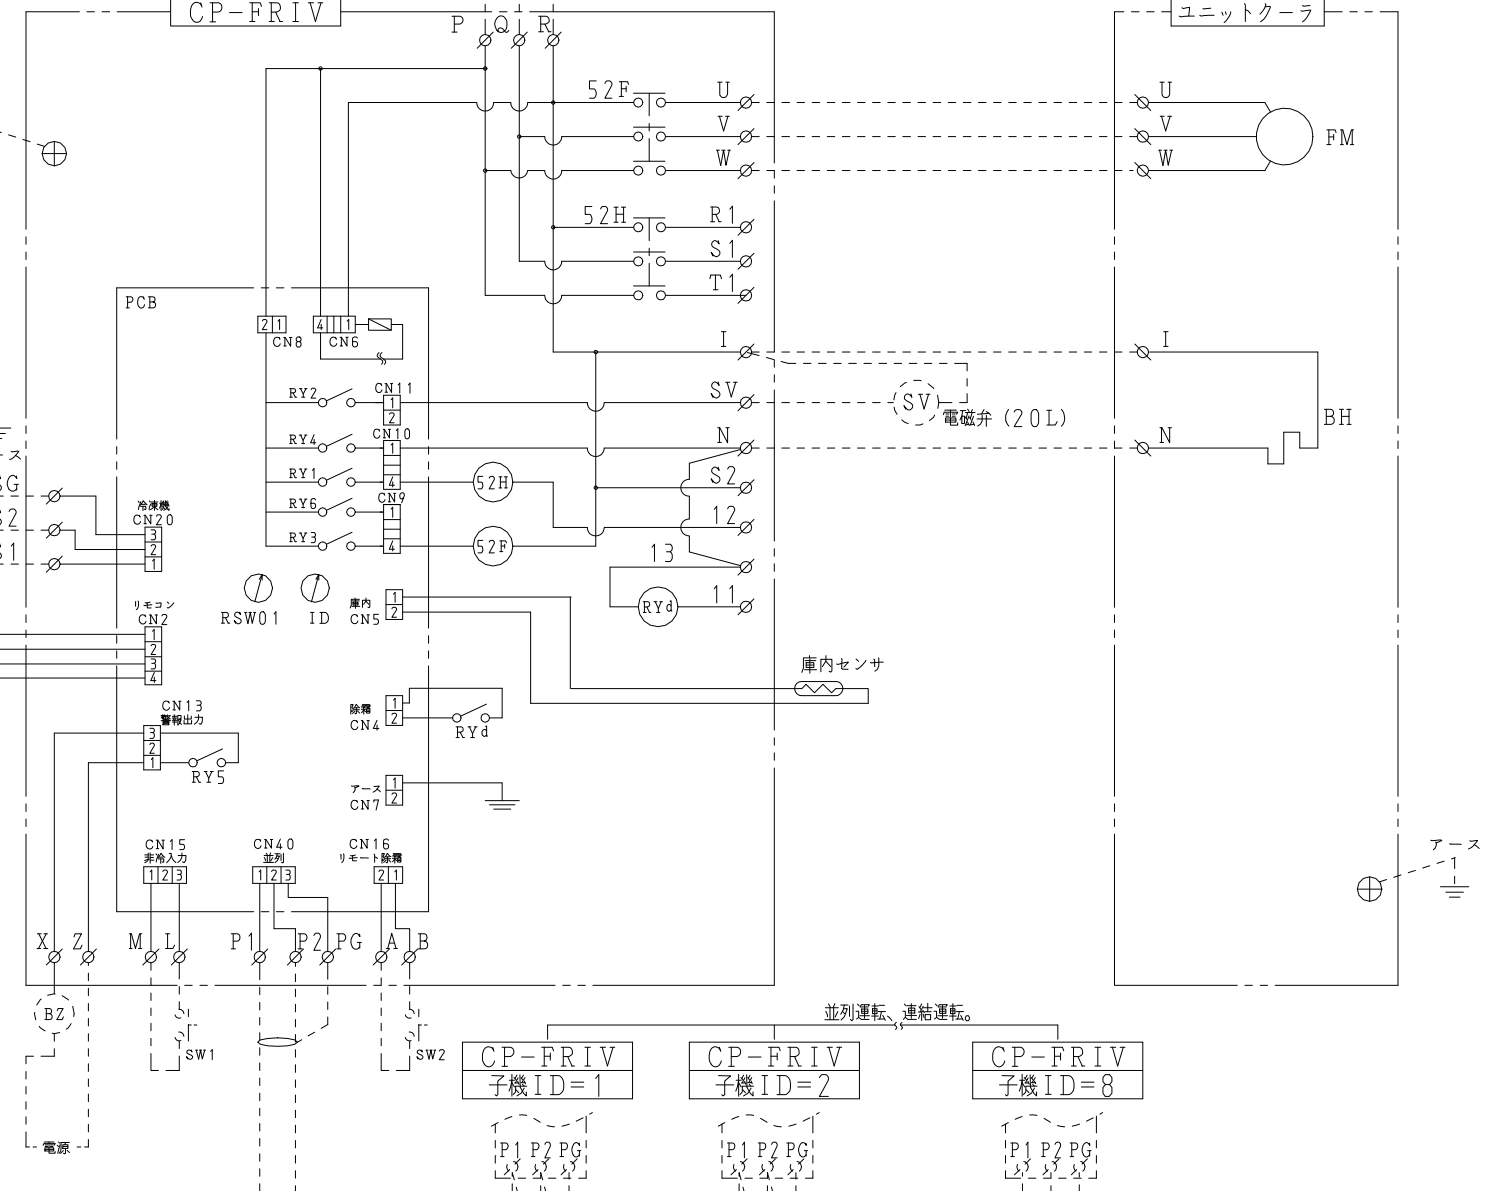 CP-FRIV
ユニットクーラ
P Q R
52F U
V
W
U
V
W
FM
52H R1
S1
T1
PCB
2 1
CN8
4 1
CN6
I
I
RY2
CN11
1
2
SV
SV
電磁弁(20L)
BH
RY4
CN10
1
4
N
N
RY1
52H
S2
RY6
CN9
1
4
12
RY3
52F
13
RYd
11
ース
SG
S2
S1
冷凍機
CN20
3
2
1
RSW01
ID
庫内
CN5
1
2
リモコン
CN2
1
2
3
4
庫内センサ
CN13
警報出力
3
2
1
RY5
除霜
CN4
1
2
RYd
アース
CN7
1
2
CN15
非冷入力
1 2 3
CN40
並列
1 2 3
CN16
リモート除霜
2 1
アース
X Z M L P1 P2 PG A B
BZ
SW1
SW2
電源
並列運転、連結運転。
CP-FRIV
子機ID=1
CP-FRIV
子機ID=2
CP-FRIV
子機ID=8
P1 P2 PG
P1 P2 PG
P1 P2 PG